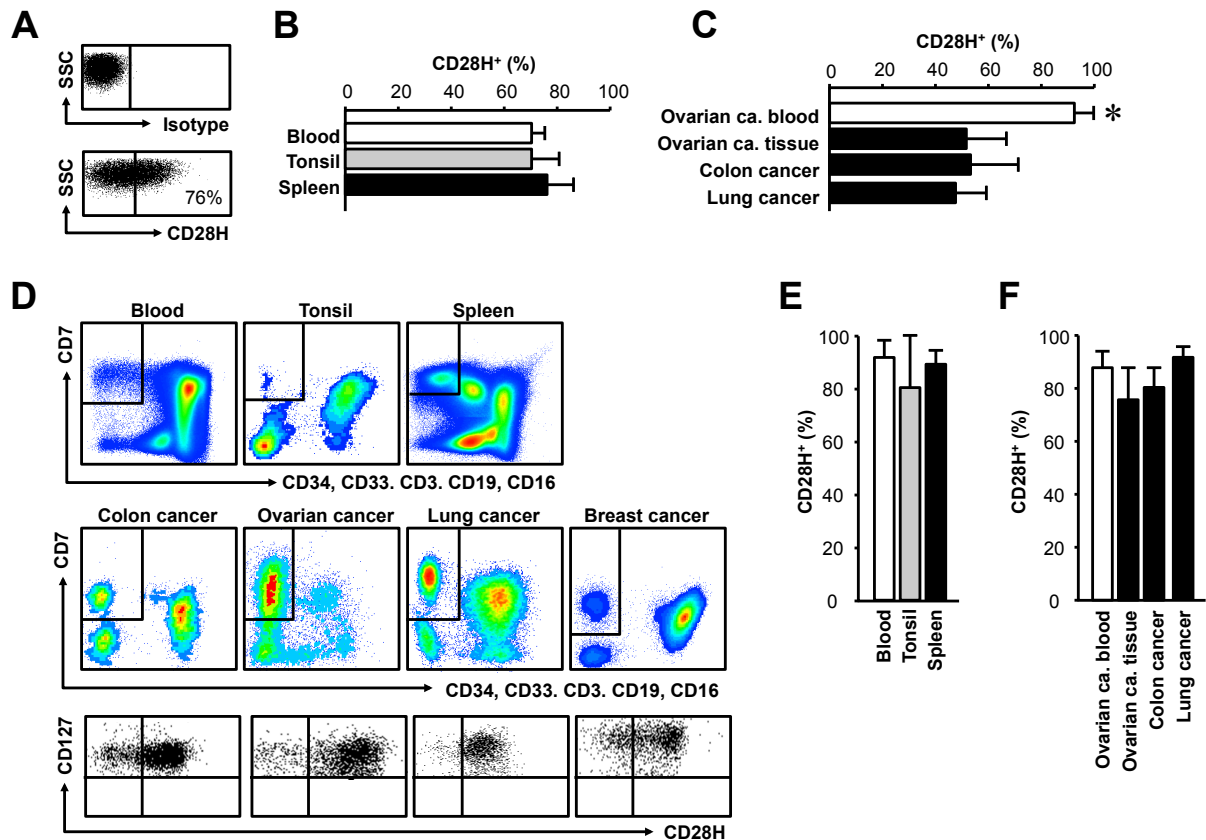 A
SSC
Isotype
SSC
76%
CD28H
B
CD28H+ (%)
0 20 40 60 80 100
Blood
Tonsil
Spleen
C
CD28H+ (%)
0 20 40 60 80 100
Ovarian ca. blood
*
Ovarian ca. tissue
Colon cancer
Lung cancer
D
Blood Tonsil Spleen
CD7
CD34, CD33. CD3. CD19, CD16
Colon cancer Ovarian cancer Lung cancer Breast cancer
CD7
CD34, CD33. CD3. CD19, CD16
CD127
CD28H
E
CD28H+ (%)
100
80
60
40
20
0
Blood
Tonsil
Spleen
F
CD28H+ (%)
100
80
60
40
20
0
Ovarian ca. blood
Ovarian ca. tissue
Colon cancer
Lung cancer